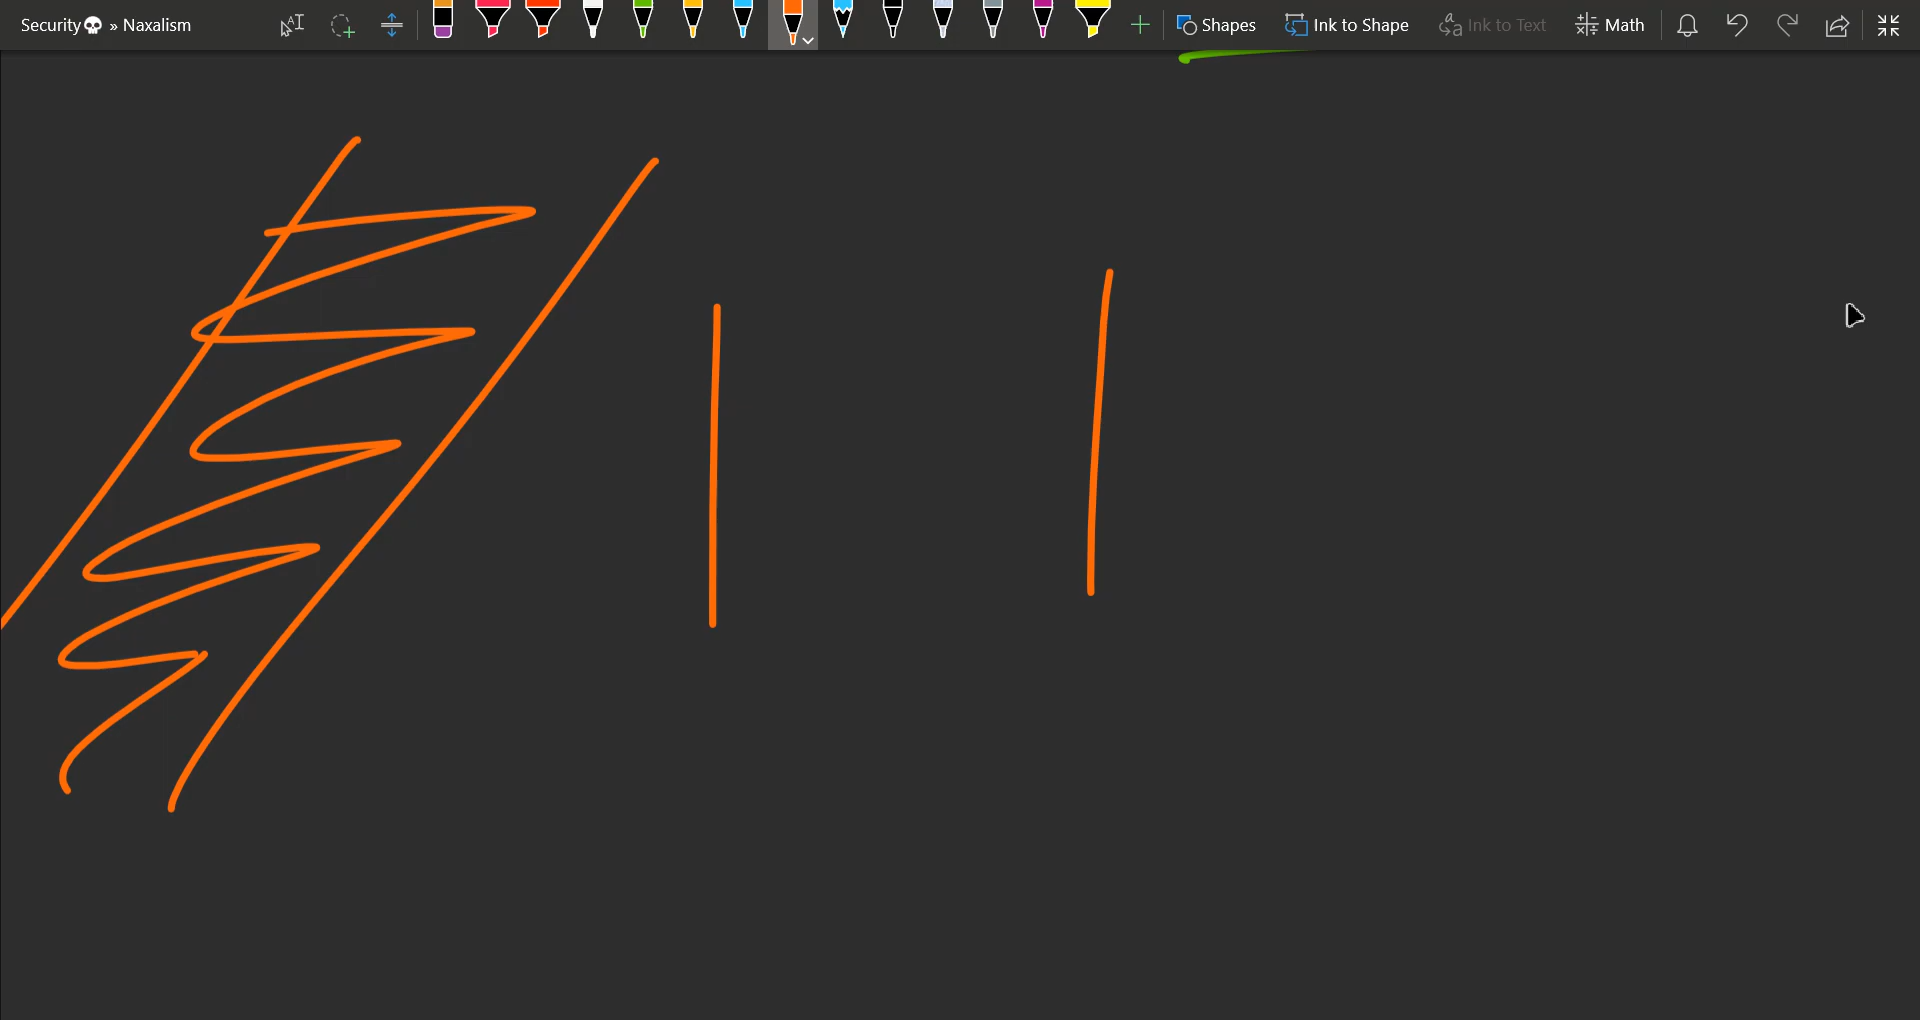 Security💀 » Naxalism
Shapes
Ink to Shape
Ink to Text
Math